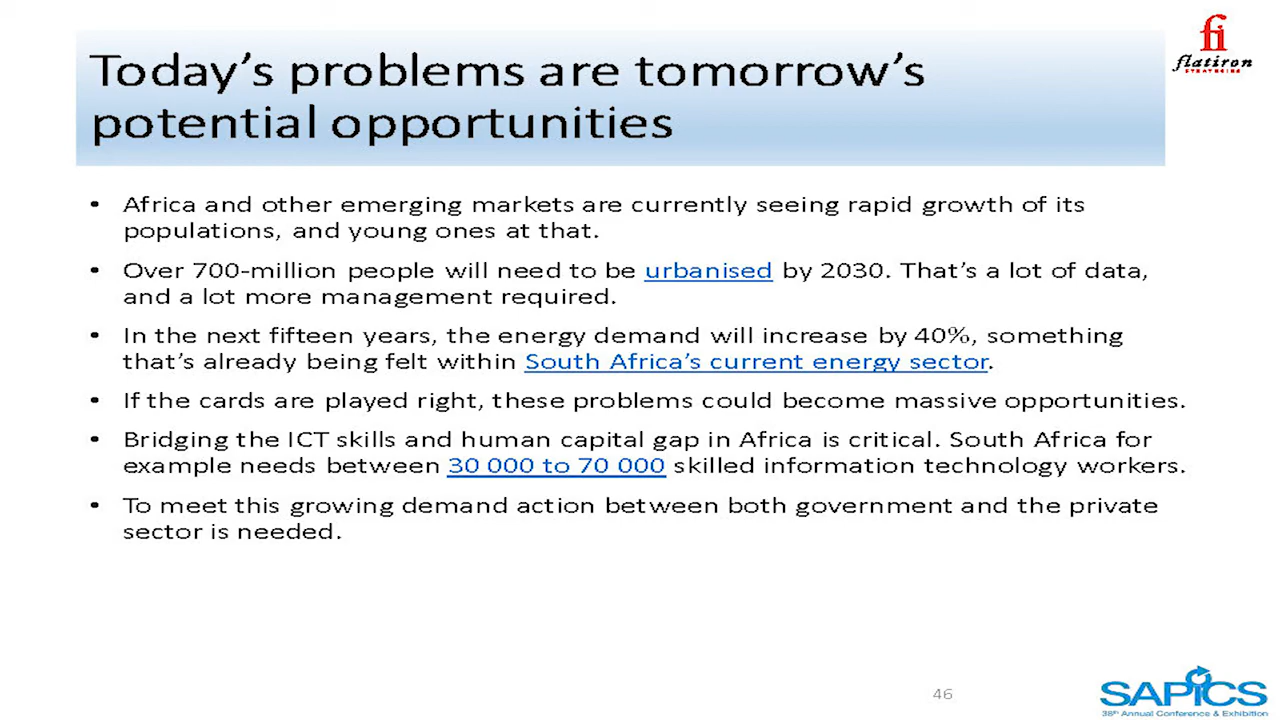 fi
flatiron
STRATEGIES
Today's problems are tomorrow's
potential opportunities
• Africa and other emerging markets are currently seeing rapid growth of its
populations, and young ones at that.
• Over 700-million people will need to be urbanised by 2030. That's a lot of data,
and a lot more management required.
• In the next fifteen years, the energy demand will increase by 40%, something
that's already being felt within South Africa's current energy sector.
• If the cards are played right, these problems could become massive opportunities.
• Bridging the ICT skills and human capital gap in Africa is critical. South Africa for
example needs between 30 000 to 70 000 skilled information technology workers.
• To meet this growing demand action between both government and the private
sector is needed.
46
SAPICS
38th Annual Conference & Exhibition